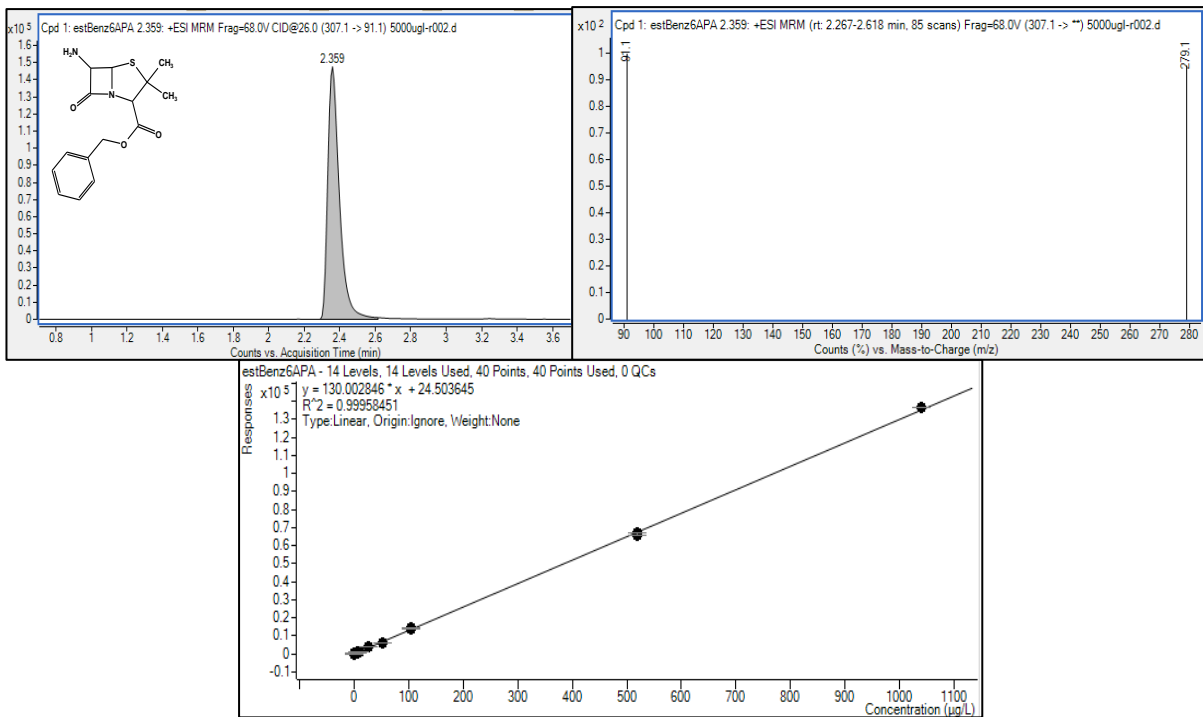 Cpd 1: estBenz6APA 2.359: +ESI MRM Frag=68.0V CID@26.0 (307.1 -> 91.1) 5000ugl-r002.d
x10 5
1.6
1.5
1.4
1.3
1.2
1.1
1
0.9
0.8
0.7
0.6
0.5
0.4
0.3
0.2
0.1
0
2.359
H₂N
S
CH₃
CH₃
N
O
O
O
0.8 1 1.2 1.4 1.6 1.8 2 2.2 2.4 2.6 2.8 3 3.2 3.4 3.6
Counts vs. Acquisition Time (min)
Cpd 1: estBenz6APA 2.359: +ESI MRM (rt: 2.267-2.618 min, 85 scans) Frag=68.0V (307.1 -> **) 5000ugl-r002.d
x10 2
1
0.9
0.8
0.7
0.6
0.5
0.4
0.3
0.2
0.1
0
91.1
279.1
90 100 110 120 130 140 150 160 170 180 190 200 210 220 230 240 250 260 270 280
Counts (%) vs. Mass-to-Charge (m/z)
estBenz6APA - 14 Levels, 14 Levels Used, 40 Points, 40 Points Used, 0 QCs
Responses
x10 5
y = 130.002846 * x + 24.503645
R^2 = 0.99958451
Type:Linear, Origin:Ignore, Weight:None
1.3
1.2
1.1
1
0.9
0.8
0.7
0.6
0.5
0.4
0.3
0.2
0.1
0
-0.1
0 100 200 300 400 500 600 700 800 900 1000 1100
Concentration (µg/L)